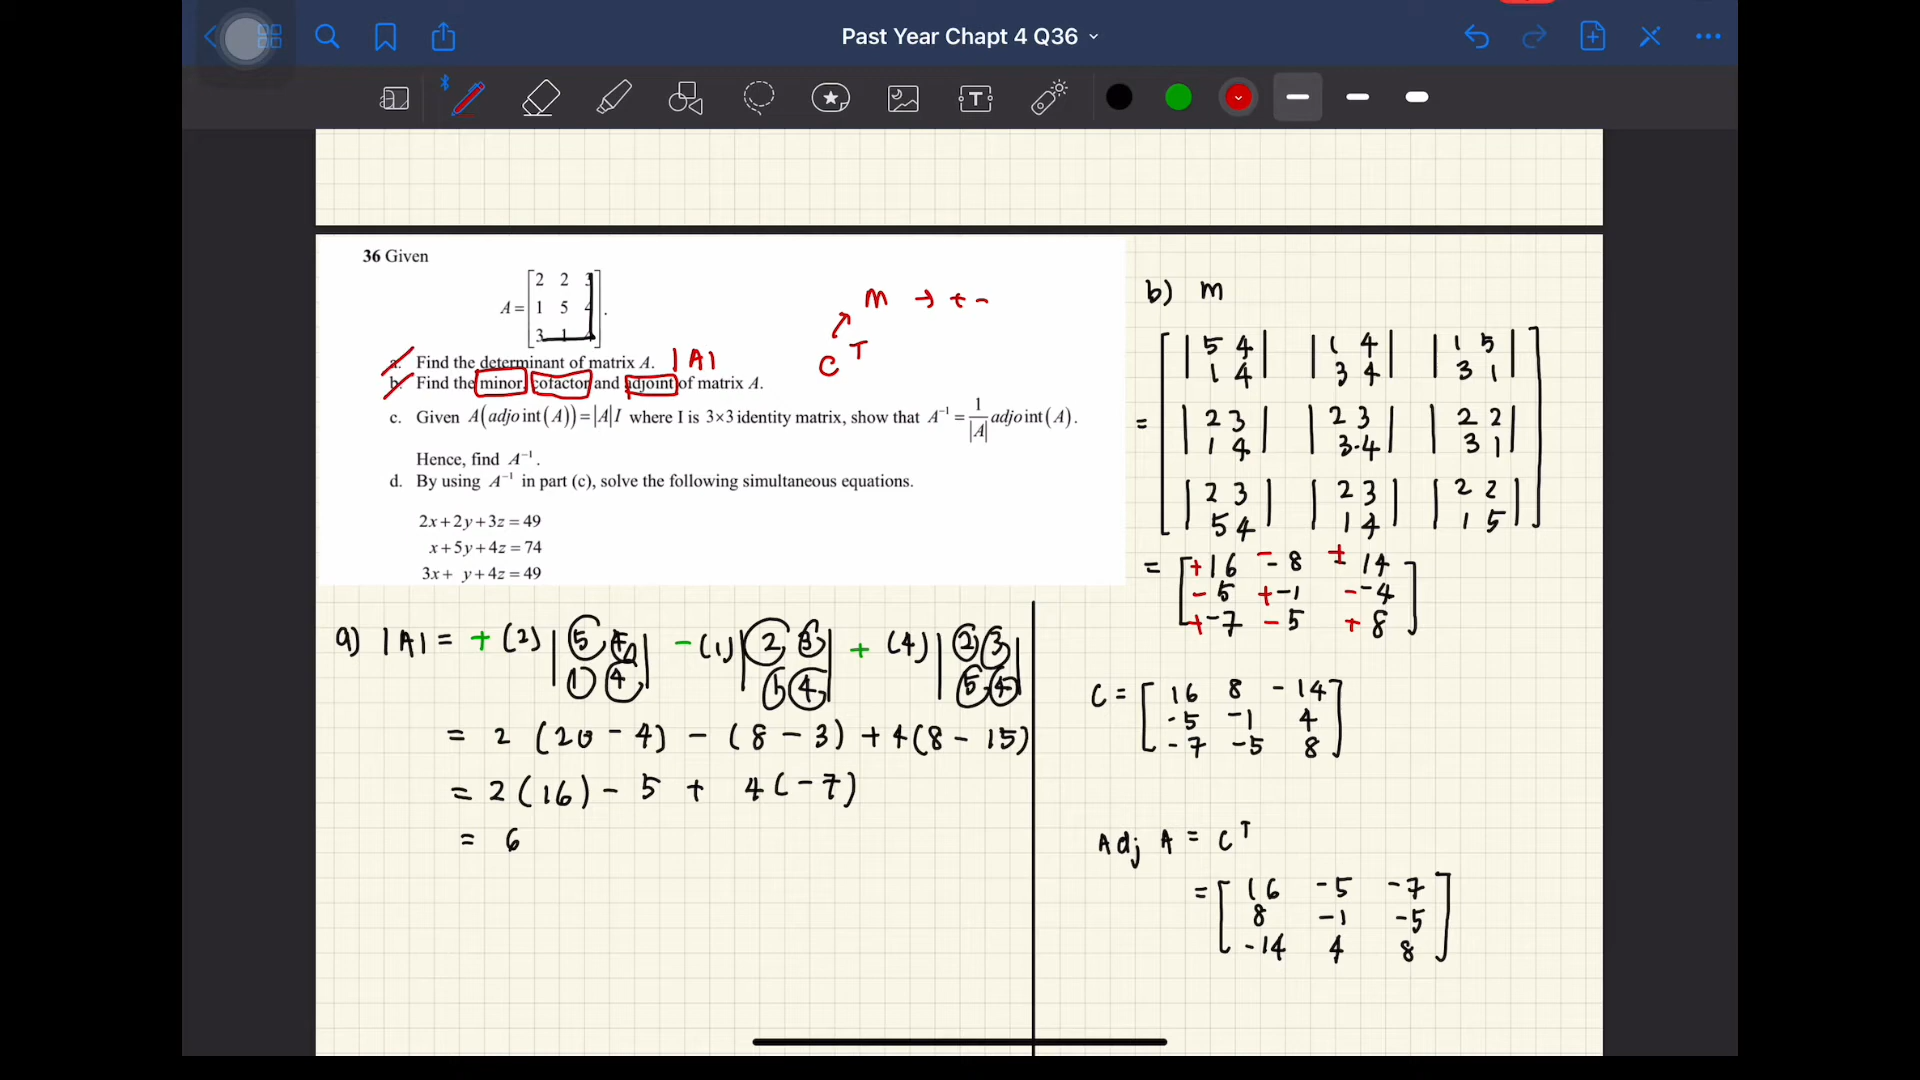 Past Year Chapt 4 Q36
36 Given
A = [2 2 3
1 5 4
3 1 4].
M → + -
C T
a. Find the determinant of matrix A. |A|
b. Find the minor, cofactor and adjoint of matrix A.
c. Given A(adjoint(A)) = |A|I where I is 3×3 identity matrix, show that A⁻¹ = 1/|A| adjoint(A).
Hence, find A⁻¹.
d. By using A⁻¹ in part (c), solve the following simultaneous equations.
2x+2y+3z = 49
x+5y+4z = 74
3x+ y+4z = 49
a) |A| = + (2) |5 4| - (1) |2 3| + (4) |2 3|
|1 4| |1 4| |5 4|
= 2 (20 - 4) - (8 - 3) + 4(8 - 15)
= 2 (16) - 5 + 4(-7)
= 6
b) m
|5 4| |1 4| |1 5|
|1 4| |3 4| |3 1|
= |2 3| |2 3| |2 2|
|1 4| |3·4| |3 1|
|2 3| |2 3| |2 2|
|5 4| |1 4| |1 5|
= [+16 - -8 + -14
- 5 + -1 - -4
+ -7 - 5 + 8]
C = [16 8 -14
-5 -1 4
-7 -5 8]
Adj A = C T
= [16 -5 -7
8 -1 -5
-14 4 8]